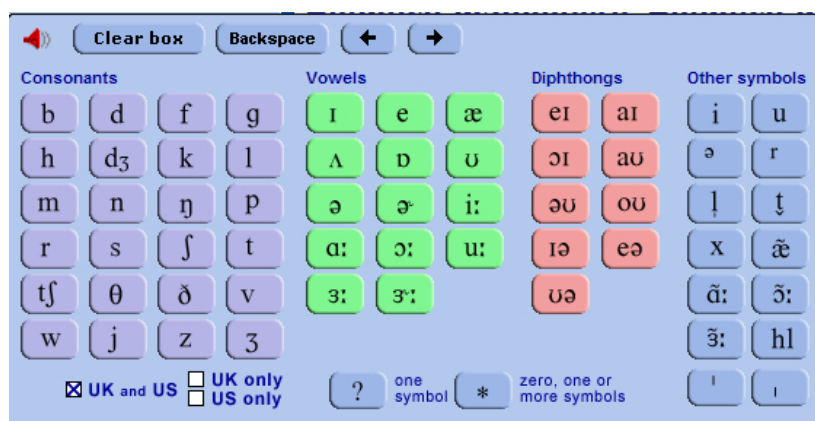 Clear box Backspace ← →
Consonants Vowels Diphthongs Other symbols
b d f g ɪ e æ eɪ aɪ i u
h dʒ k l ʌ ɒ ʊ ɔɪ aʊ ə r
m n ŋ p ə ɚ iː əʊ oʊ l̩ t̬
r s ʃ t ɑː ɔː uː ɪə eə x æ̃
tʃ θ ð v ɜː ɝː ʊə ɑ̃ː ɔ̃ː
w j z ʒ ɜ̃ː hl
UK and US UK only US only ? one symbol * zero, one or more symbols ˈ ˌ